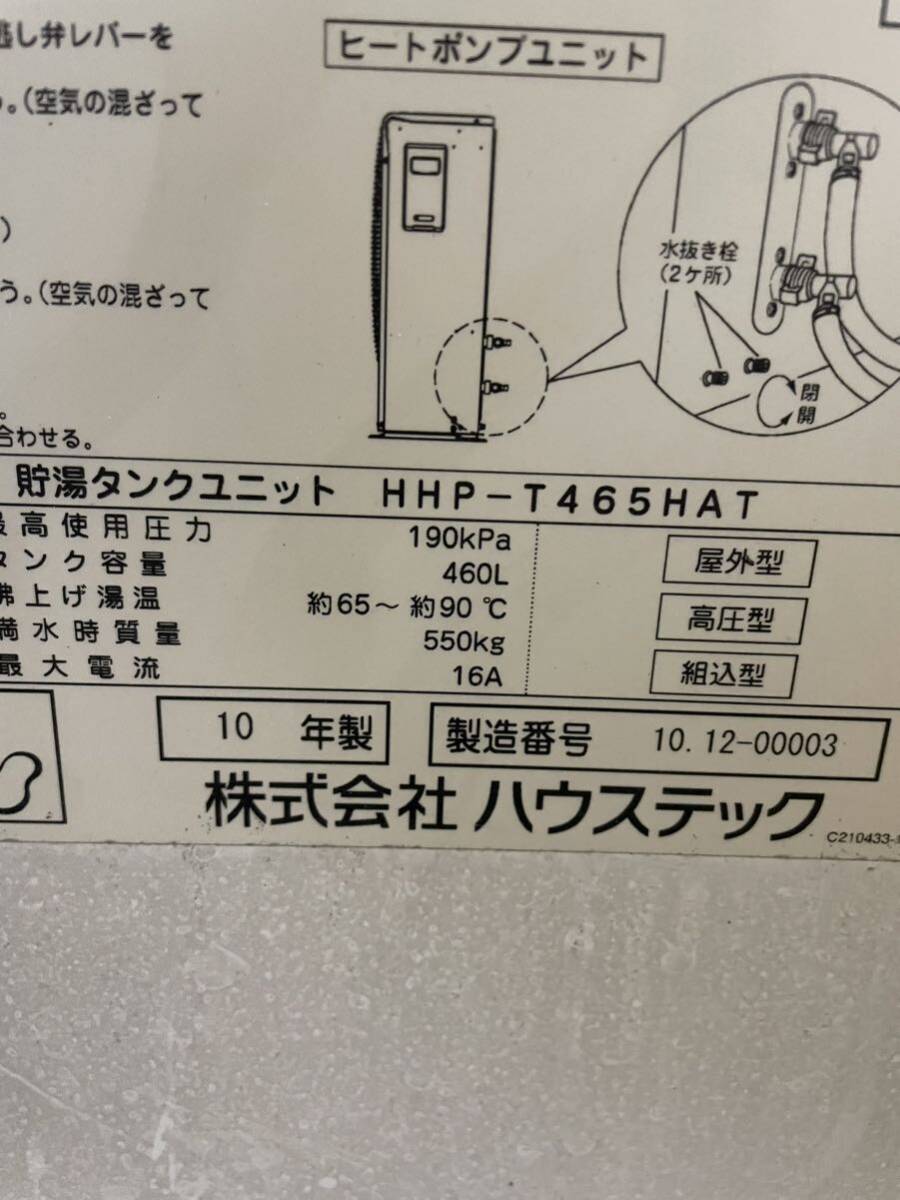 逃し弁レバーを
ヒートポンプユニット
。(空気の混ざって
)
う。(空気の混ざって
水抜き栓
(2ケ所)
閉
開
。
合わせる。
貯湯タンクユニット HHP-T465HAT
最高使用圧力 190kPa 屋外型
タンク容量 460L
沸上げ湯温 約65～約90℃ 高圧型
満水時質量 550kg
最大電流 16A 組込型
10 年製 製造番号 10.12-00003
株式会社 ハウステック
C210433-